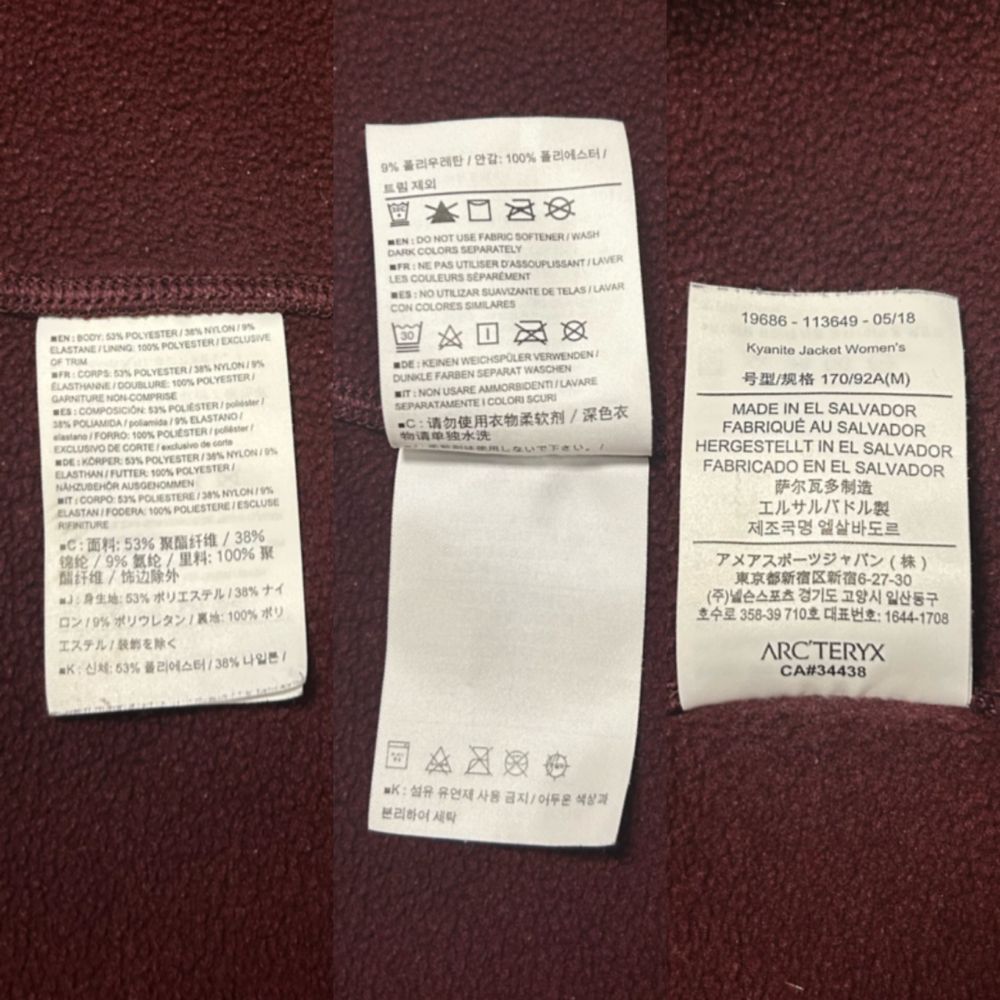 ■EN : BODY: 53% POLYESTER / 38% NYLON / 9%
ELASTANE / LINING: 100% POLYESTER / EXCLUSIVE
OF TRIM
■FR : CORPS: 53% POLYESTER / 38% NYLON / 9%
ÉLASTHANNE / DOUBLURE: 100% POLYESTER /
GARNITURE NON-COMPRISE
■ES : COMPOSICIÓN: 53% POLIÉSTER / poliéster /
38% POLIAMIDA / poliamida / 9% ELASTANO /
elastano / FORRO: 100% POLIÉSTER / poliéster /
EXCLUSIVO DE CORTE / exclusivo de corte
■DE : KÖRPER: 53% POLYESTER / 38% NYLON / 9%
ELASTHAN / FUTTER: 100% POLYESTER /
NÄHZUBEHÖR AUSGENOMMEN
■IT : CORPO: 53% POLIESTERE / 38% NYLON / 9%
ELASTAN / FODERA: 100% POLIESTERE / ESCLUSE
RIFINITURE
■C : 面料: 53% 聚酯纤维 / 38%
锦纶 / 9% 氨纶 / 里料: 100% 聚
酯纤维 / 饰边除外
■J : 身生地: 53% ポリエステル / 38% ナイ
ロン / 9% ポリウレタン / 裏地: 100% ポリ
エステル / 装飾を除く
■K : 신체: 53% 폴리에스터 / 38% 나일론 /
9% 폴리우레탄 / 안감: 100% 폴리에스터 /
트림 제외
■EN : DO NOT USE FABRIC SOFTENER / WASH
DARK COLORS SEPARATELY
■FR : NE PAS UTILISER D'ASSOUPLISSANT / LAVER
LES COULEURS SÉPARÉMENT
■ES : NO UTILIZAR SUAVIZANTE DE TELAS / LAVAR
CON COLORES SIMILARES
30
■DE : KEINEN WEICHSPÜLER VERWENDEN /
DUNKLE FARBEN SEPARAT WASCHEN
■IT : NON USARE AMMORBIDENTI / LAVARE
SEPARATAMENTE I COLORI SCURI
■C : 请勿使用衣物柔软剂 / 深色衣
物请单独水洗
■K : 섬유 유연제 사용 금지 / 어두운 색상과
분리하여 세탁
19686 - 113649 - 05/18
Kyanite Jacket Women's
号型/规格 170/92A(M)
MADE IN EL SALVADOR
FABRIQUÉ AU SALVADOR
HERGESTELLT IN EL SALVADOR
FABRICADO EN EL SALVADOR
萨尔瓦多制造
エルサルバドル製
제조국명 엘살바도르
アメアスポーツジャパン ( 株 )
東京都新宿区新宿6-27-30
(주)넬슨스포츠 경기도 고양시 일산동구
호수로 358-39 710호 대표번호: 1644-1708
ARC'TERYX
CA#34438